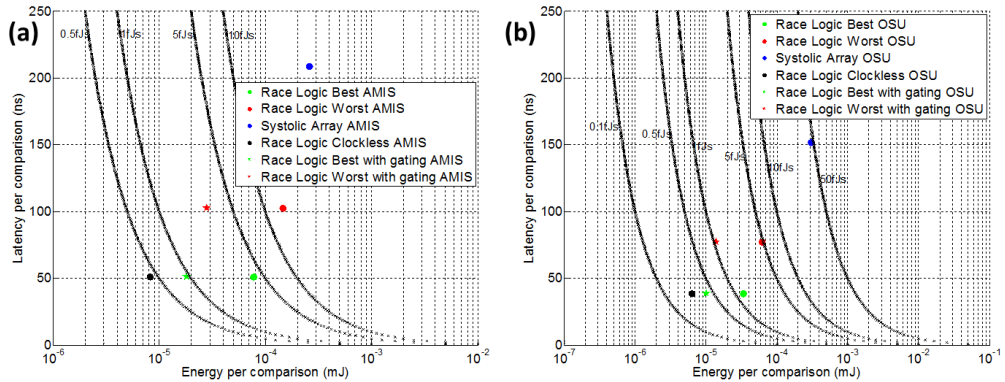 (a)
250
200
150
100
50
0
Latency per comparison (ns)
0.5fJs
1fJs
5fJs
10fJs
Race Logic Best AMIS
Race Logic Worst AMIS
Systolic Array AMIS
Race Logic Clockless AMIS
Race Logic Best with gating AMIS
Race Logic Worst with gating AMIS
10^-6
10^-5
10^-4
10^-3
10^-2
Energy per comparison (mJ)
(b)
250
200
150
100
50
0
Latency per comparison (ns)
Race Logic Best OSU
Race Logic Worst OSU
Systolic Array OSU
Race Logic Clockless OSU
Race Logic Best with gating OSU
Race Logic Worst with gating OSU
0.1fJs
0.5fJs
fJs
5fJs
10fJs
50fJs
10^-7
10^-6
10^-5
10^-4
10^-3
10^-2
10^-1
Energy per comparison (mJ)